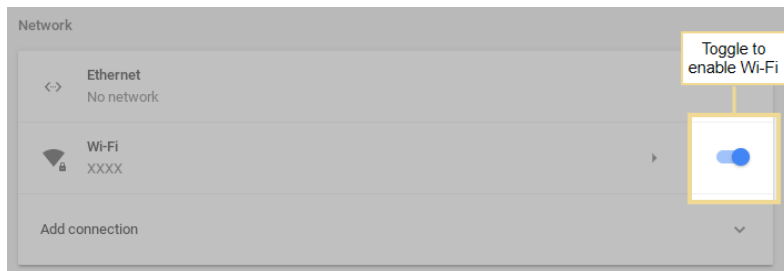 Network
Toggle to
enable Wi-Fi
Ethernet
No network
Wi-Fi
XXXX
Add connection